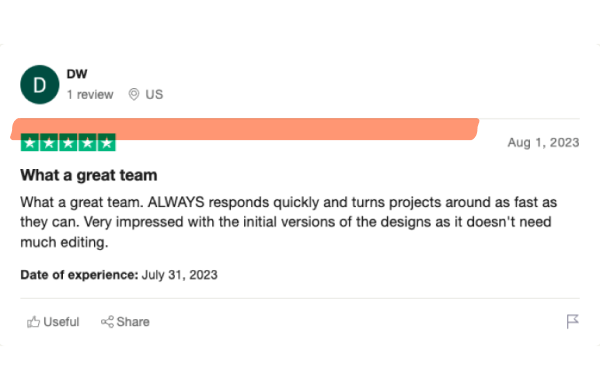 D
DW
1 review US
Aug 1, 2023
What a great team
What a great team. ALWAYS responds quickly and turns projects around as fast as
they can. Very impressed with the initial versions of the designs as it doesn't need
much editing.
Date of experience: July 31, 2023
Useful Share